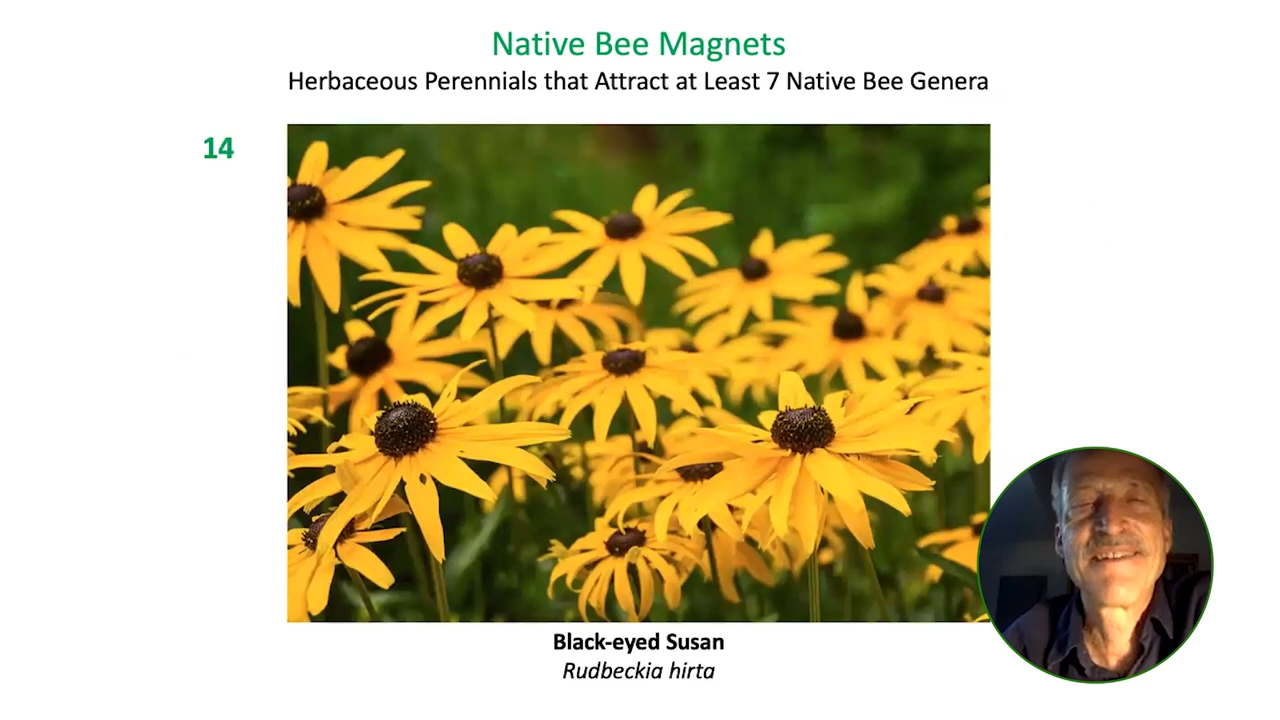 Native Bee Magnets
Herbaceous Perennials that Attract at Least 7 Native Bee Genera
14
Black-eyed Susan
Rudbeckia hirta